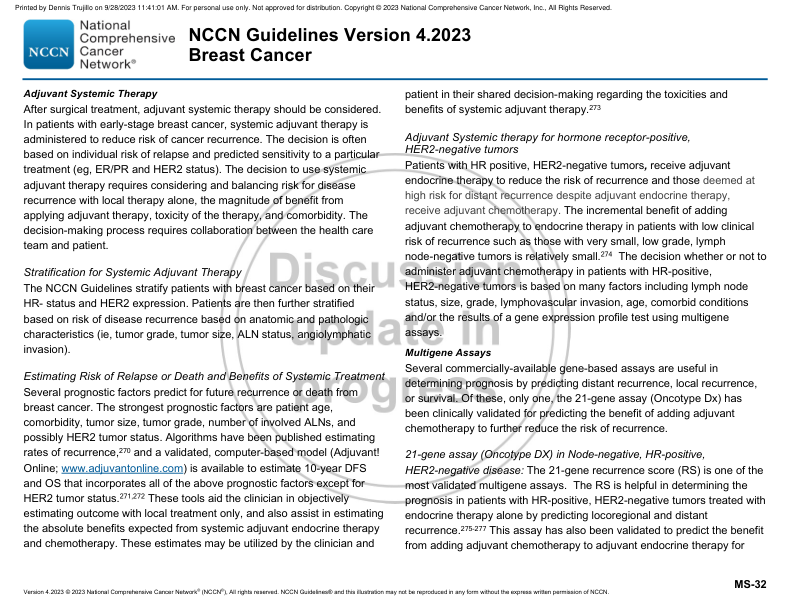 Printed by Dennis Trujillo on 9/28/2023 11:41:01 AM. For personal use only. Not approved for distribution. Copyright © 2023 National Comprehensive Cancer Network, Inc., All Rights Reserved.
NCCN
National
Comprehensive
Cancer
Network®
NCCN Guidelines Version 4.2023
Breast Cancer
Adjuvant Systemic Therapy
After surgical treatment, adjuvant systemic therapy should be considered.
In patients with early-stage breast cancer, systemic adjuvant therapy is
administered to reduce risk of cancer recurrence. The decision is often
based on individual risk of relapse and predicted sensitivity to a particular
treatment (eg, ER/PR and HER2 status). The decision to use systemic
adjuvant therapy requires considering and balancing risk for disease
recurrence with local therapy alone, the magnitude of benefit from
applying adjuvant therapy, toxicity of the therapy, and comorbidity. The
decision-making process requires collaboration between the health care
team and patient.
Stratification for Systemic Adjuvant Therapy
The NCCN Guidelines stratify patients with breast cancer based on their
HR- status and HER2 expression. Patients are then further stratified
based on risk of disease recurrence based on anatomic and pathologic
characteristics (ie, tumor grade, tumor size, ALN status, angiolymphatic
invasion).
Estimating Risk of Relapse or Death and Benefits of Systemic Treatment
Several prognostic factors predict for future recurrence or death from
breast cancer. The strongest prognostic factors are patient age,
comorbidity, tumor size, tumor grade, number of involved ALNs, and
possibly HER2 tumor status. Algorithms have been published estimating
rates of recurrence,270 and a validated, computer-based model (Adjuvant!
Online; www.adjuvantonline.com) is available to estimate 10-year DFS
and OS that incorporates all of the above prognostic factors except for
HER2 tumor status.271,272 These tools aid the clinician in objectively
estimating outcome with local treatment only, and also assist in estimating
the absolute benefits expected from systemic adjuvant endocrine therapy
and chemotherapy. These estimates may be utilized by the clinician and
patient in their shared decision-making regarding the toxicities and
benefits of systemic adjuvant therapy.273
Adjuvant Systemic therapy for hormone receptor-positive,
HER2-negative tumors
Patients with HR positive, HER2-negative tumors, receive adjuvant
endocrine therapy to reduce the risk of recurrence and those deemed at
high risk for distant recurrence despite adjuvant endocrine therapy,
receive adjuvant chemotherapy. The incremental benefit of adding
adjuvant chemotherapy to endocrine therapy in patients with low clinical
risk of recurrence such as those with very small, low grade, lymph
node-negative tumors is relatively small.274 The decision whether or not to
administer adjuvant chemotherapy in patients with HR-positive,
HER2-negative tumors is based on many factors including lymph node
status, size, grade, lymphovascular invasion, age, comorbid conditions
and/or the results of a gene expression profile test using multigene
assays.
Multigene Assays
Several commercially-available gene-based assays are useful in
determining prognosis by predicting distant recurrence, local recurrence,
or survival. Of these, only one, the 21-gene assay (Oncotype Dx) has
been clinically validated for predicting the benefit of adding adjuvant
chemotherapy to further reduce the risk of recurrence.
21-gene assay (Oncotype DX) in Node-negative, HR-positive,
HER2-negative disease: The 21-gene recurrence score (RS) is one of the
most validated multigene assays. The RS is helpful in determining the
prognosis in patients with HR-positive, HER2-negative tumors treated with
endocrine therapy alone by predicting locoregional and distant
recurrence.275-277 This assay has also been validated to predict the benefit
from adding adjuvant chemotherapy to adjuvant endocrine therapy for
Discussion
update in
progress
MS-32
Version 4.2023 © 2023 National Comprehensive Cancer Network® (NCCN®), All rights reserved. NCCN Guidelines® and this illustration may not be reproduced in any form without the express written permission of NCCN.